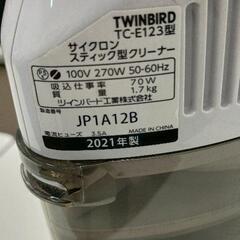 TWINBIRD
TC-E123型
サイクロン
スティック型クリーナー
100V 270W 50-60Hz
吸込仕事率 70W
質量 1.7kg
ツインバード工業株式会社
JP1A12B
電流ヒューズ 3.5A MADE IN CHINA
2021年製